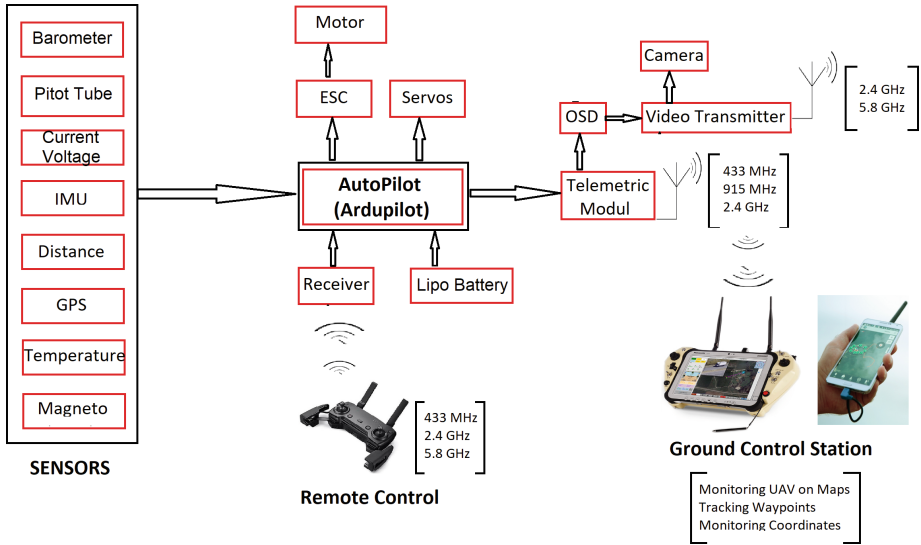 Barometer
Pitot Tube
Current
Voltage
IMU
Distance
GPS
Temperature
Magneto
SENSORS
Motor
ESC
Servos
AutoPilot
(Ardupilot)
Receiver
Lipo Battery
433 MHz
2.4 GHz
5.8 GHz
Remote Control
Camera
OSD
Video Transmitter
2.4 GHz
5.8 GHz
Telemetric
Modul
433 MHz
915 MHz
2.4 GHz
Ground Control Station
Monitoring UAV on Maps
Tracking Waypoints
Monitoring Coordinates